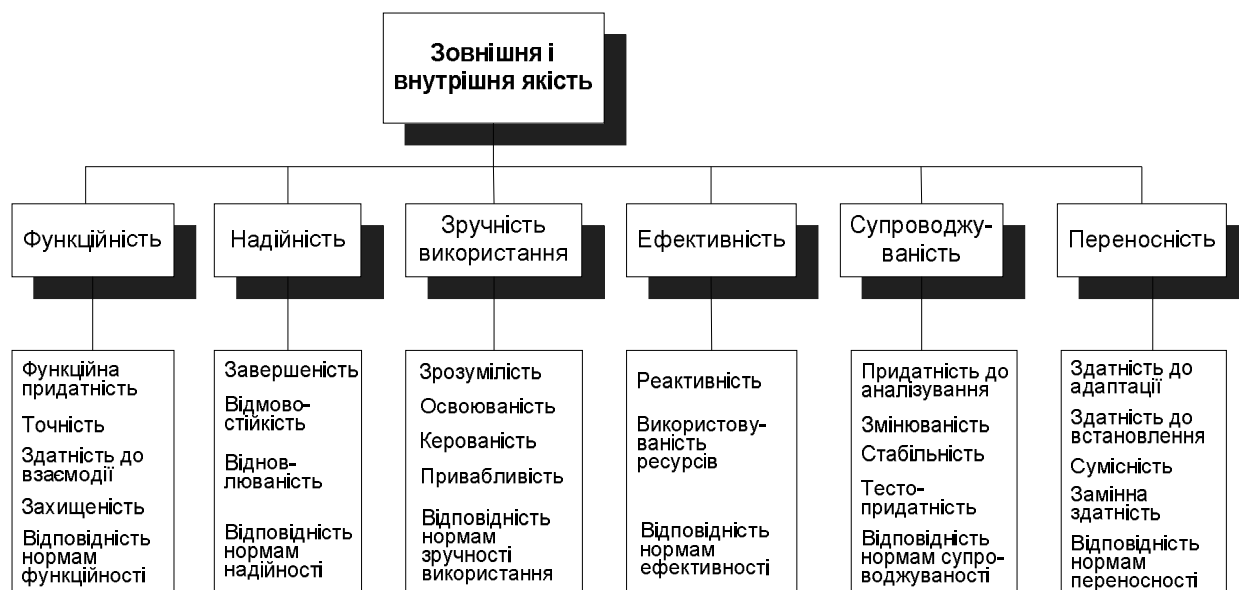 Зовнішня і
внутрішня якість
Функційність
Надійність
Зручність
використання
Ефективність
Супроводжу-
ваність
Переносність
Функційна
придатність
Точність
Здатність до
взаємодії
Захищеність
Відповідність
нормам
функційності
Завершеність
Відмово-
стійкість
Віднов-
люваність
Відповідність
нормам
надійності
Зрозумілість
Освоюваність
Керованість
Привабливість
Відповідність
нормам
зручності
використання
Реактивність
Використову-
ваність
ресурсів
Відповідність
нормам
ефективності
Придатність до
аналізування
Змінюваність
Стабільність
Тесто-
придатність
Відповідність
нормам супро-
воджуваності
Здатність до
адаптації
Здатність до
встановлення
Сумісність
Замінна
здатність
Відповідність
нормам
переносності